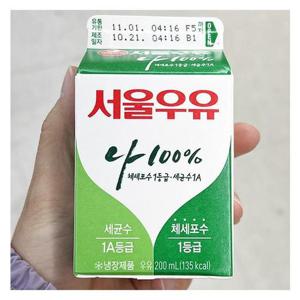 유통기한 11.01. 04:16 F5
제조일자 10.21. 04:16 B1
서울우유
나100%
체세포수1등급·세균수1A
세균수
1A등급
체세포수
1등급
냉장제품 우유 200 mL(135 kcal)